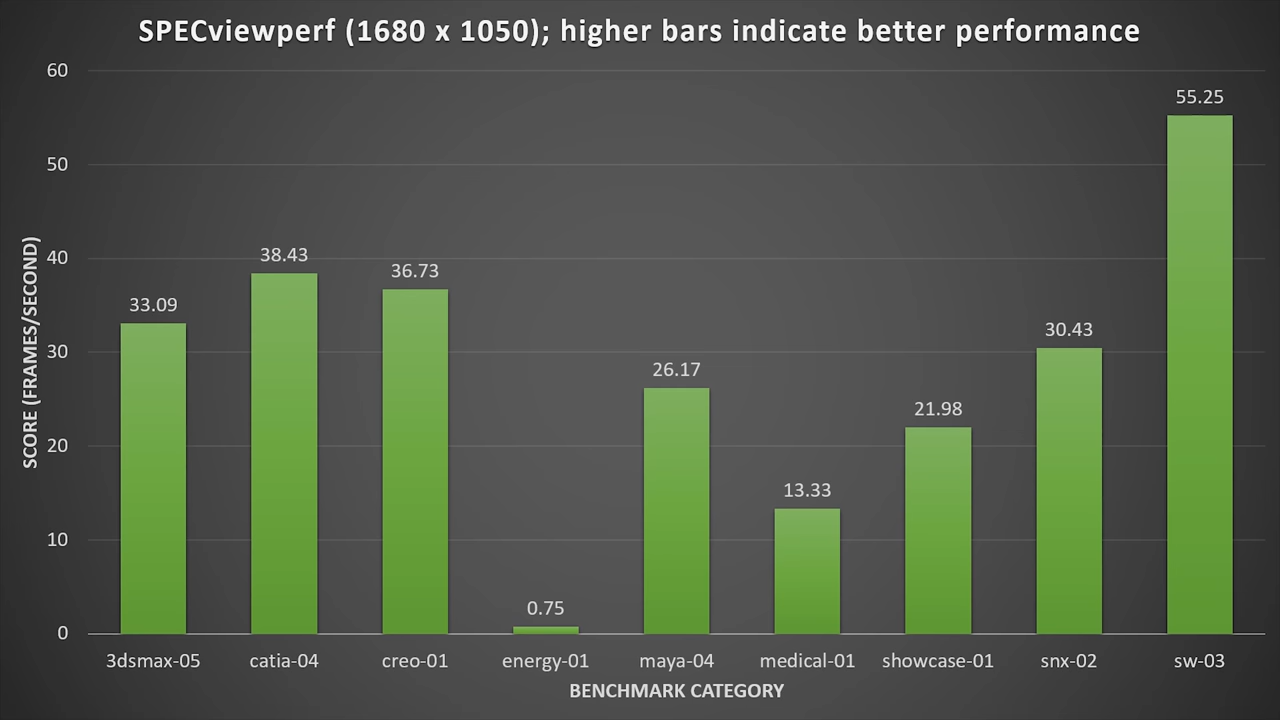 SPECviewperf (1680 x 1050); higher bars indicate better performance
60
50
40
30
20
10
0
SCORE (FRAMES/SECOND)
33.09
38.43
36.73
0.75
26.17
13.33
21.98
30.43
55.25
3dsmax-05
catia-04
creo-01
energy-01
maya-04
medical-01
showcase-01
snx-02
sw-03
BENCHMARK CATEGORY